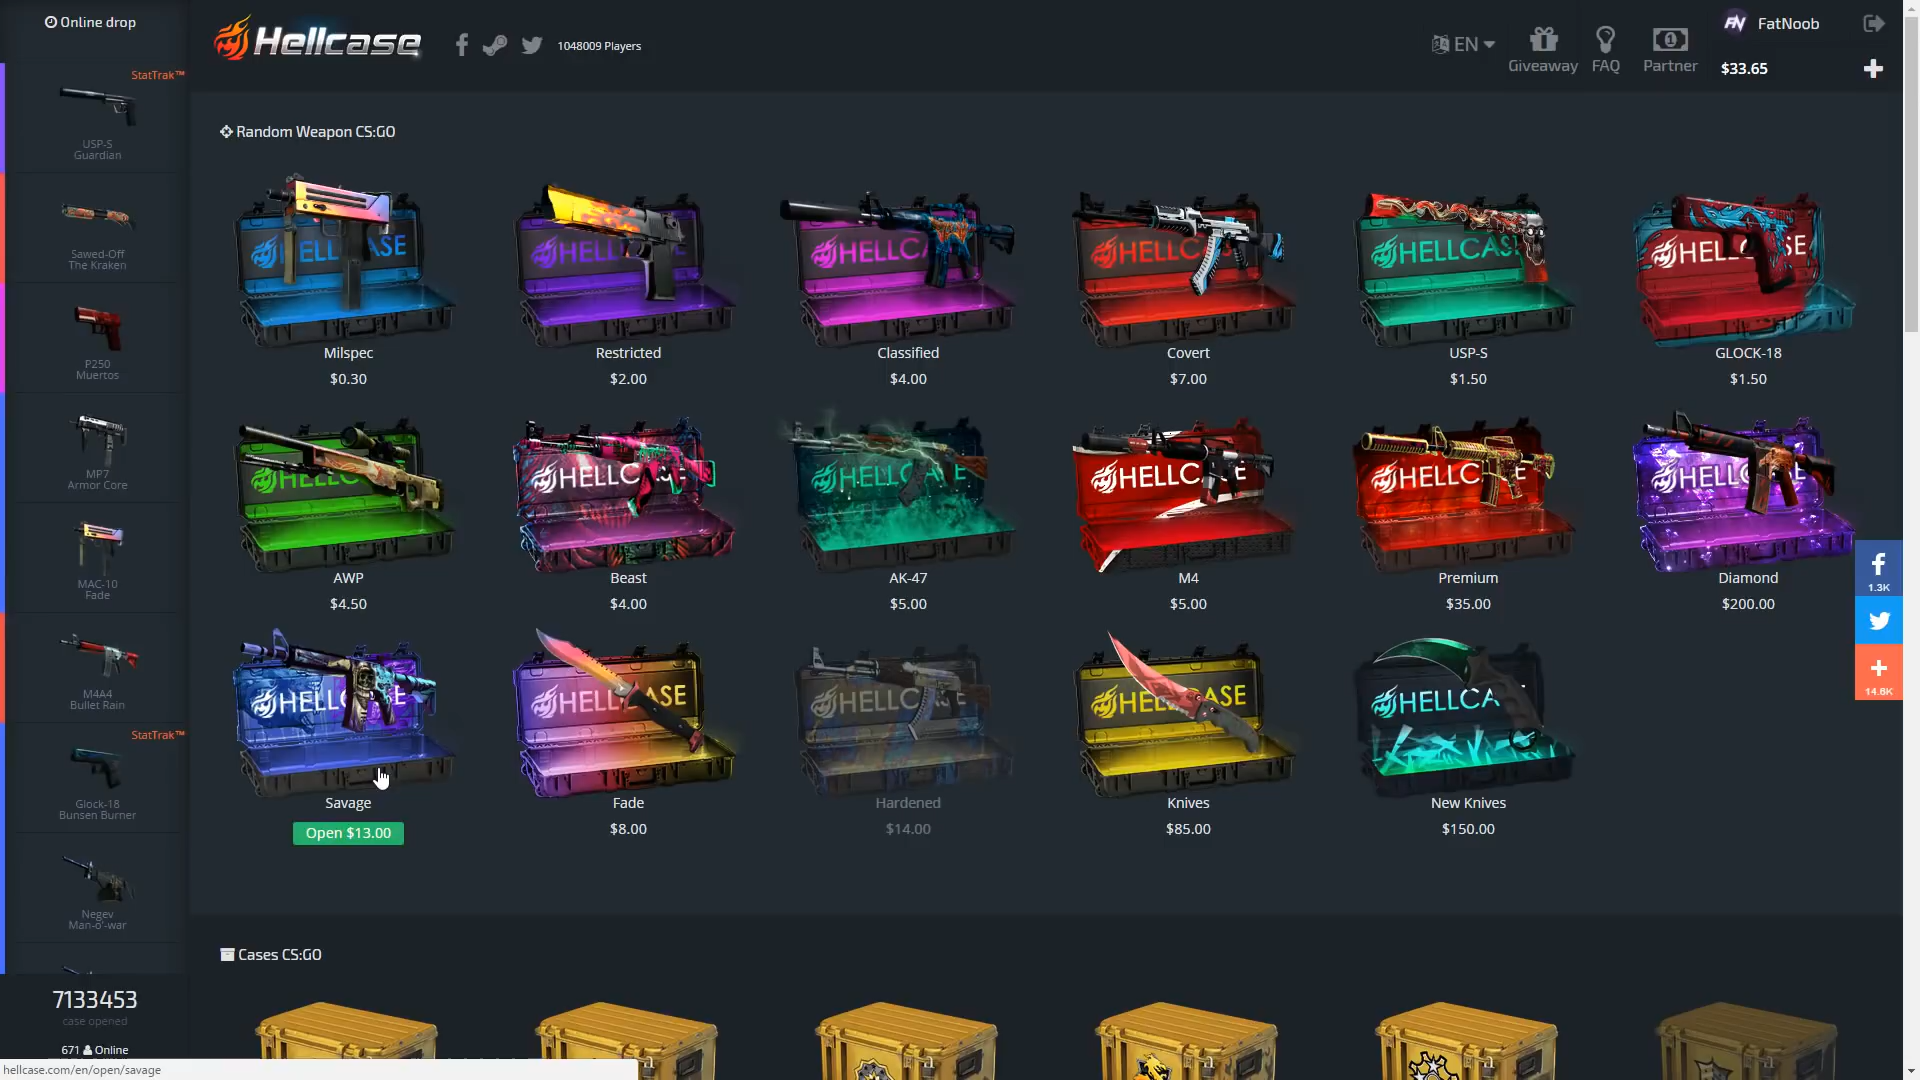 Online drop
StatTrak™
USP-S
Guardian
Sawed-Off
The Kraken
P250
Muertos
MP7
Armor Core
MAC-10
Fade
M4A4
Bullet Rain
StatTrak™
Glock-18
Bunsen Burner
Negev
Man-o'-war
7133453
case opened
671 Online
hellcase.com/en/open/savage
Hellcase
1048009 Players
EN
Giveaway
FAQ
Partner
FatNoob
$33.65
Random Weapon CS:GO
Milspec
$0.30
Restricted
$2.00
Classified
$4.00
Covert
$7.00
USP-S
$1.50
GLOCK-18
$1.50
AWP
$4.50
Beast
$4.00
AK-47
$5.00
M4
$5.00
Premium
$35.00
Diamond
$200.00
Savage
Open $13.00
Fade
$8.00
Hardened
$14.00
Knives
$85.00
New Knives
$150.00
1.3K
14.6K
Cases CS:GO